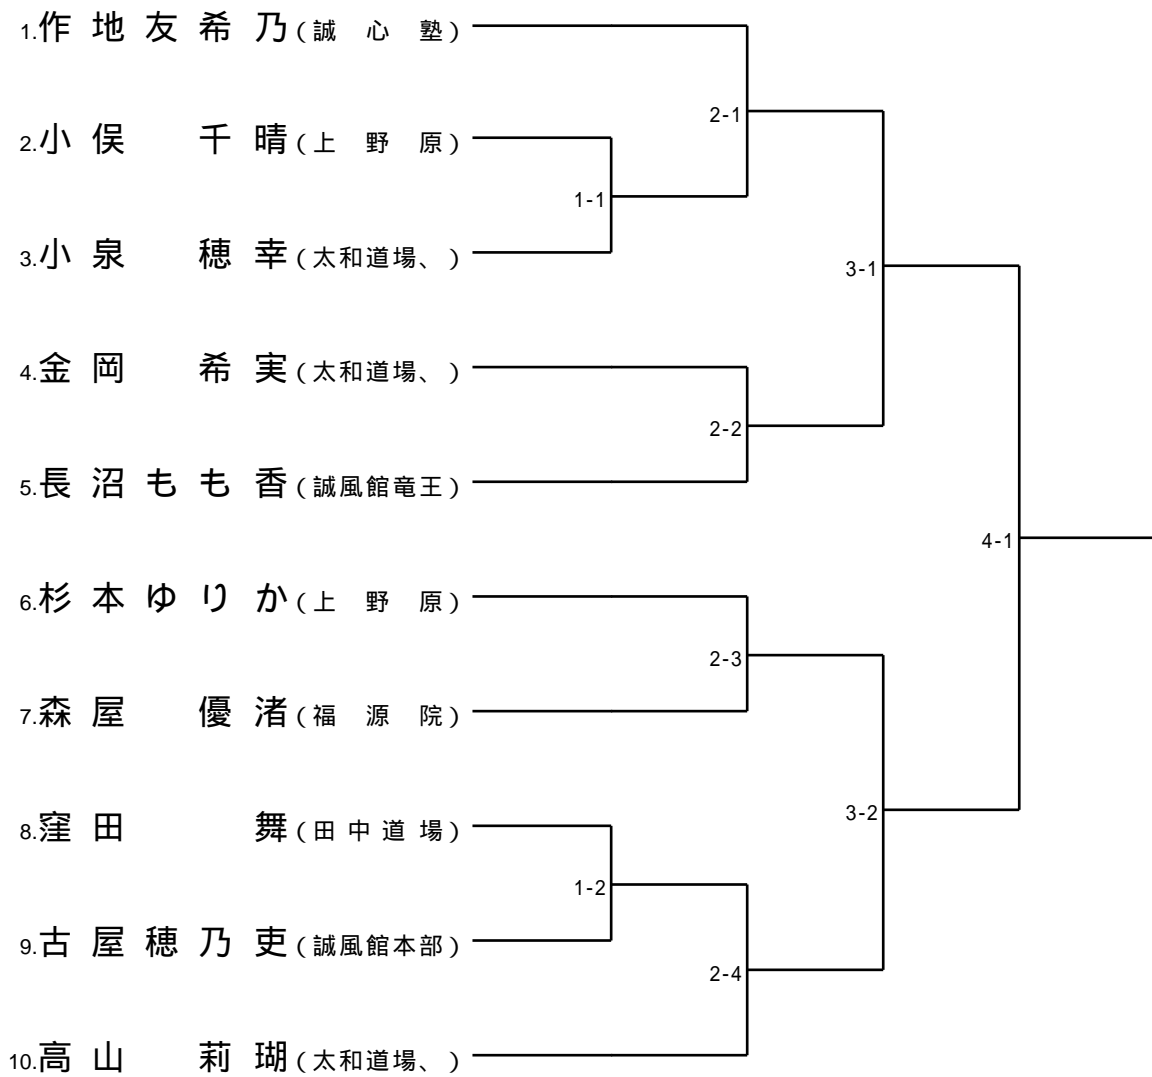 1.作地友希乃(誠心塾)
2-1
2.小俣 千晴(上野原)
1-1
3.小泉 穂幸(太和道場、)
3-1
4.金岡 希実(太和道場、)
2-2
5.長沼もも香(誠風館竜王)
4-1
6.杉本ゆりか(上野原)
2-3
7.森屋 優渚(福源院)
3-2
8.窪田 舞(田中道場)
1-2
9.古屋穂乃吏(誠風館本部)
2-4
10.高山 莉瑚(太和道場、)